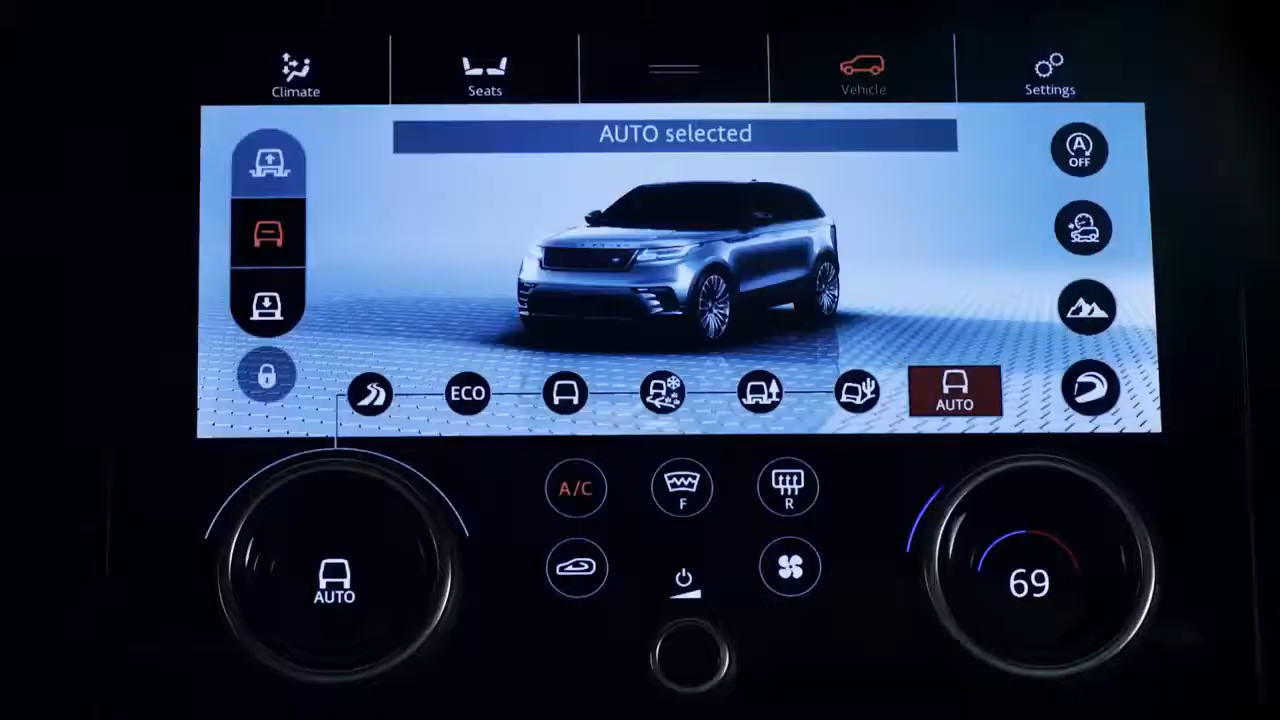 Climate
Seats
Vehicle
Settings
AUTO selected
A
OFF
ECO
AUTO
A/C
F
R
AUTO
69